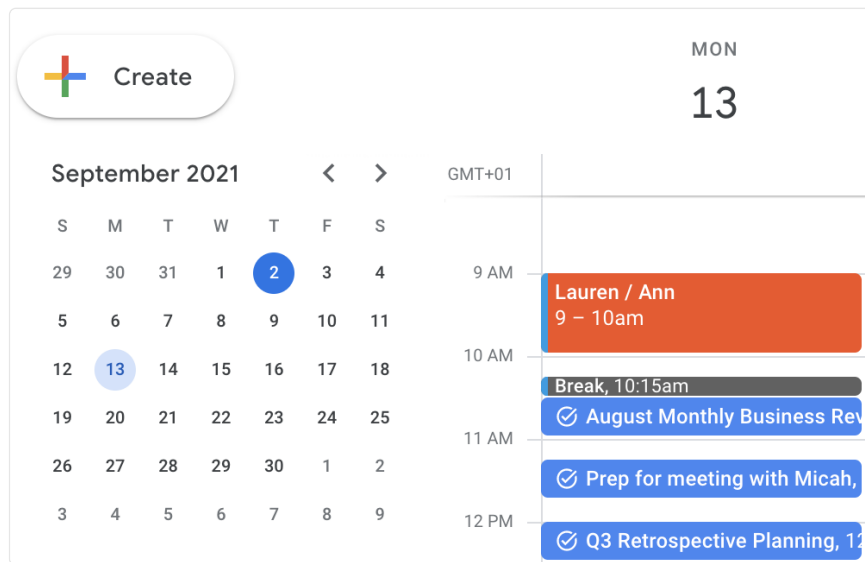 Create
MON
13
September 2021
GMT+01
S M T W T F S
29 30 31 1 2 3 4
5 6 7 8 9 10 11
12 13 14 15 16 17 18
19 20 21 22 23 24 25
26 27 28 29 30 1 2
3 4 5 6 7 8 9
9 AM
Lauren / Ann
9 – 10am
10 AM
Break, 10:15am
August Monthly Business Rev
11 AM
Prep for meeting with Micah,
12 PM
Q3 Retrospective Planning, 12